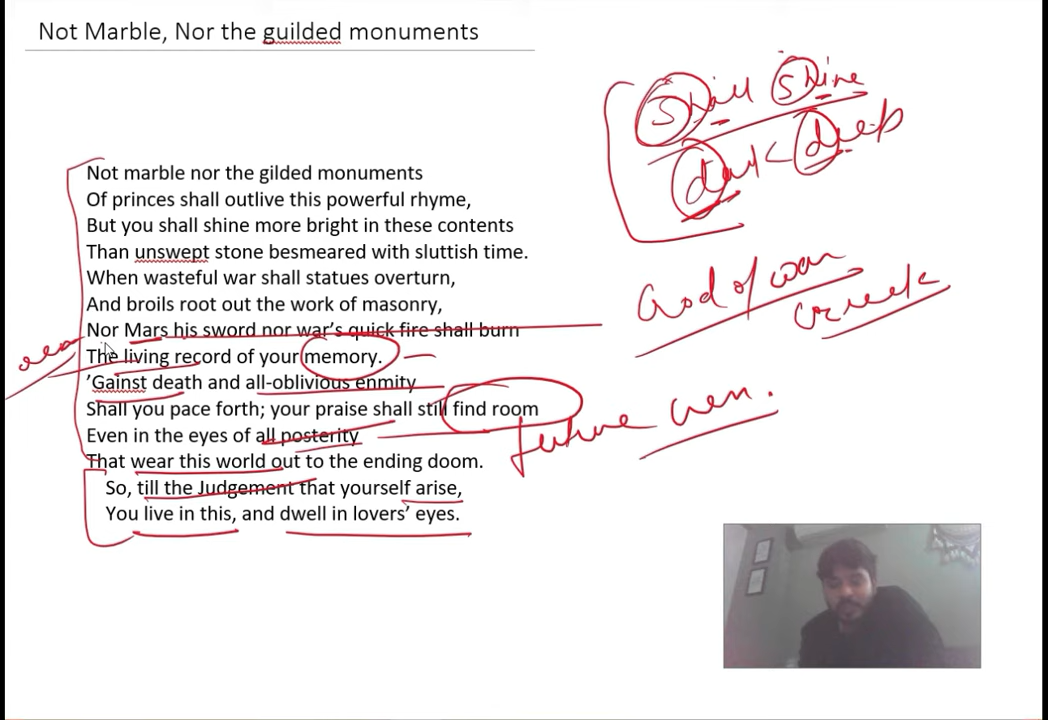 Not Marble, Nor the guilded monuments
Shall Shine
dark deep
Not marble nor the gilded monuments
Of princes shall outlive this powerful rhyme,
But you shall shine more bright in these contents
Than unswept stone besmeared with sluttish time.
When wasteful war shall statues overturn,
And broils root out the work of masonry,
Nor Mars his sword nor war’s quick fire shall burn
The living record of your memory.
’Gainst death and all-oblivious enmity
Shall you pace forth; your praise shall still find room
Even in the eyes of all posterity
That wear this world out to the ending doom.
So, till the Judgement that yourself arise,
You live in this, and dwell in lovers’ eyes.
God of war
future